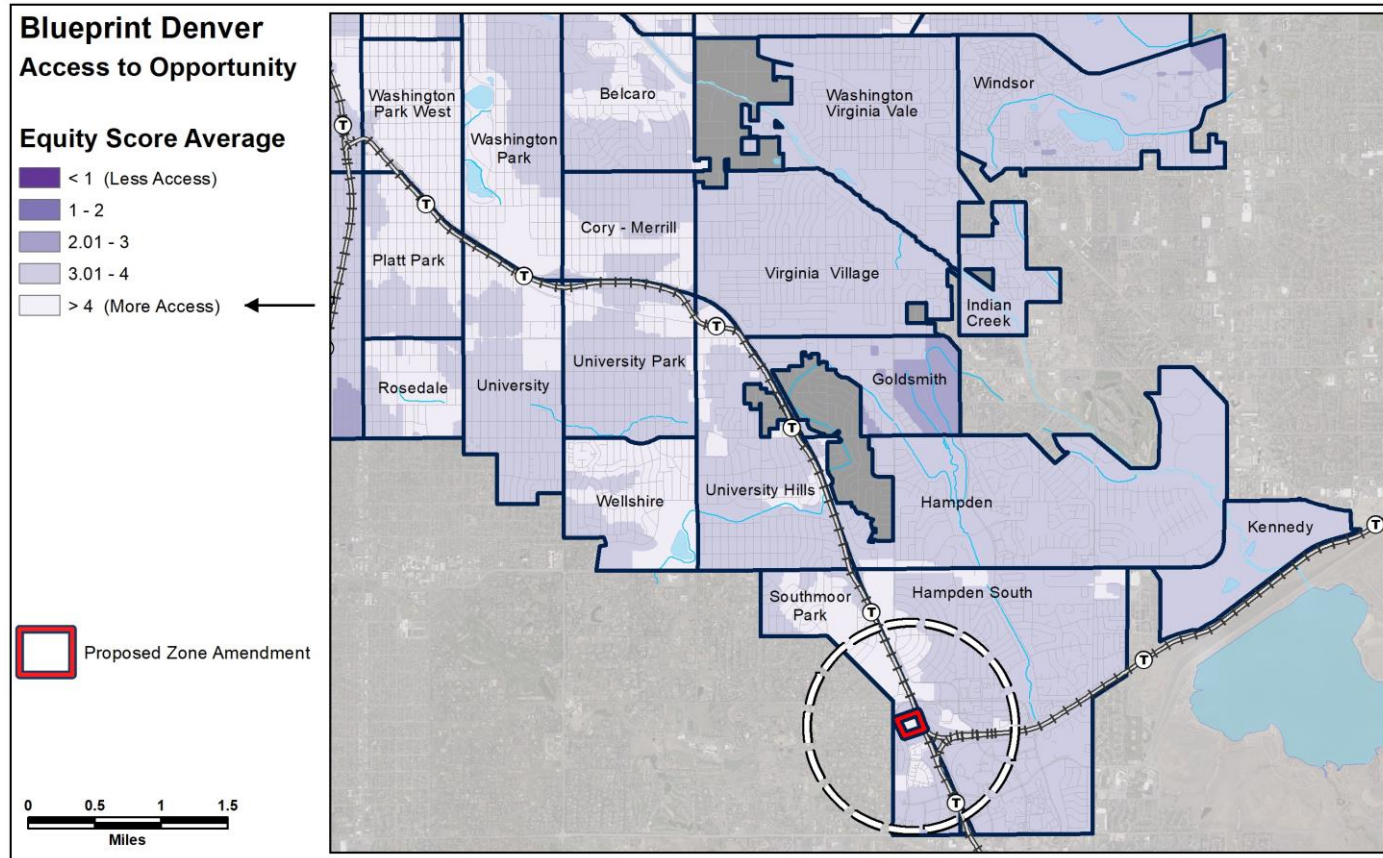 Blueprint Denver
Access to Opportunity
Equity Score Average
< 1 (Less Access)
1 - 2
2.01 - 3
3.01 - 4
> 4 (More Access)
Proposed Zone Amendment
0 0.5 1 1.5
Miles
Washington
Park West
Washington
Park
Belcaro
Washington
Virginia Vale
Windsor
Platt Park
Cory - Merrill
Virginia Village
Indian
Creek
Rosedale
University
University Park
Goldsmith
Wellshire
University Hills
Hampden
Kennedy
Southmoor
Park
Hampden South
T
T
T
T
T
T
T
T
T